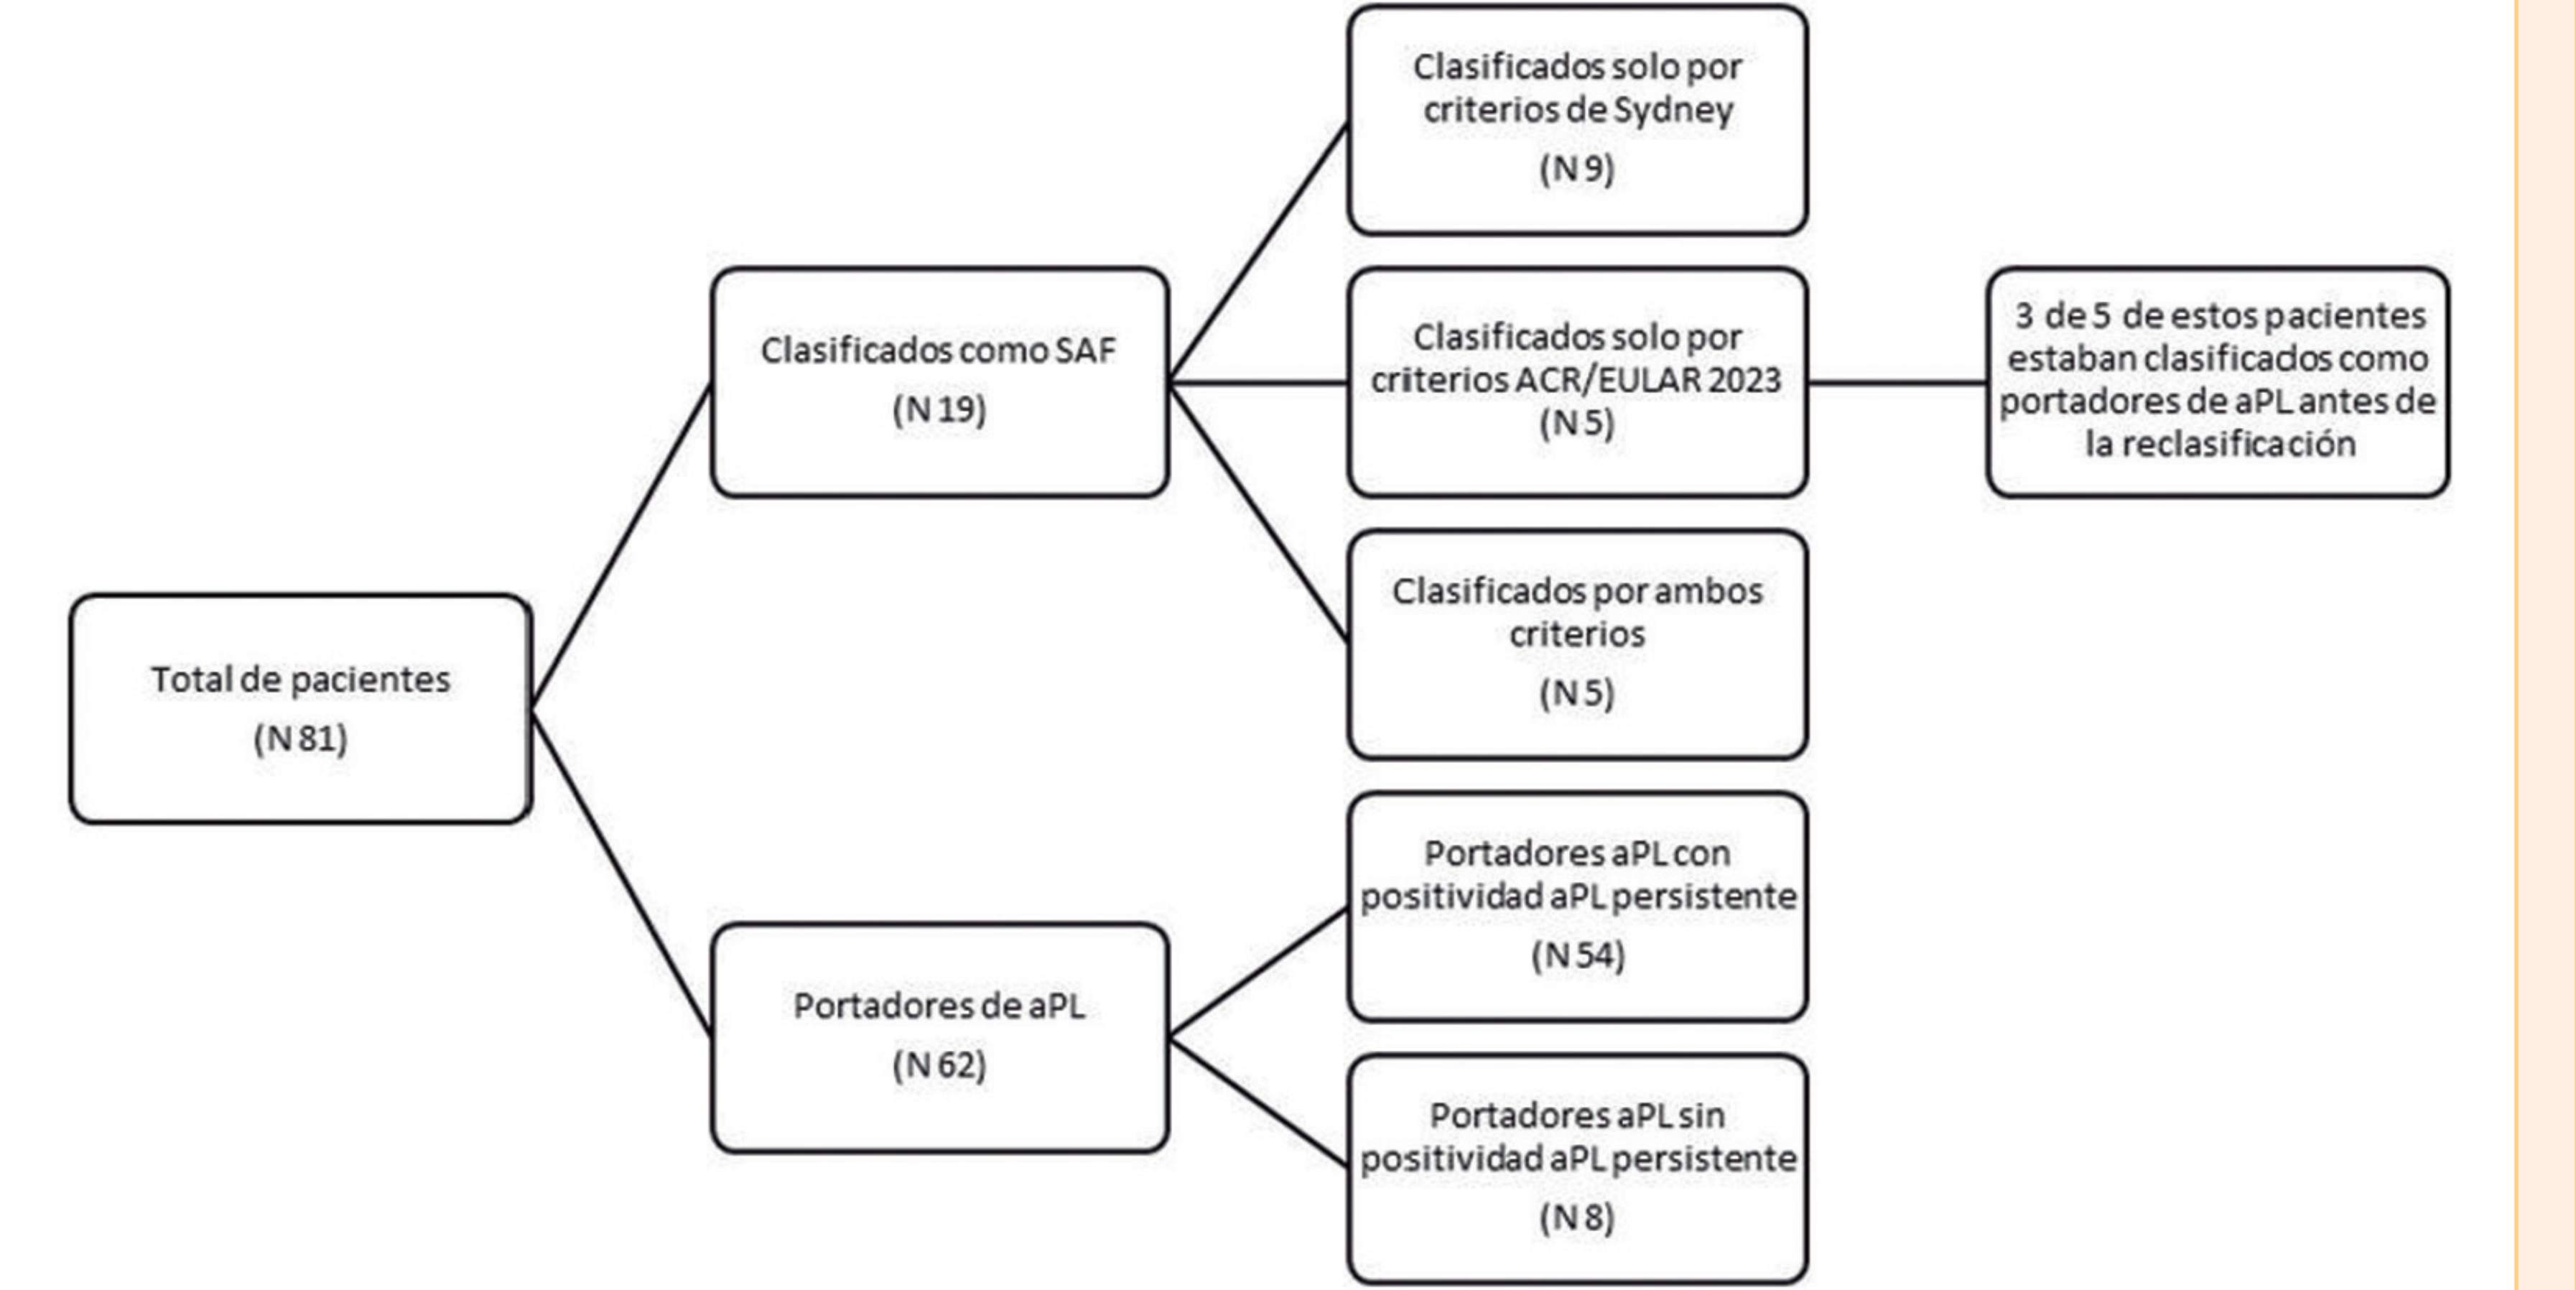 Total de pacientes
(N 81)
Clasificados como SAF
(N 19)
Clasificados solo por
criterios de Sydney
(N 9)
Clasificados solo por
criterios ACR/EULAR 2023
(N 5)
3 de 5 de estos pacientes
estaban clasificados como
portadores de aPL antes de
la reclasificación
Clasificados por ambos
criterios
(N 5)
Portadores de aPL
(N 62)
Portadores aPL con
positividad aPL persistente
(N 54)
Portadores aPL sin
positividad aPL persistente
(N 8)